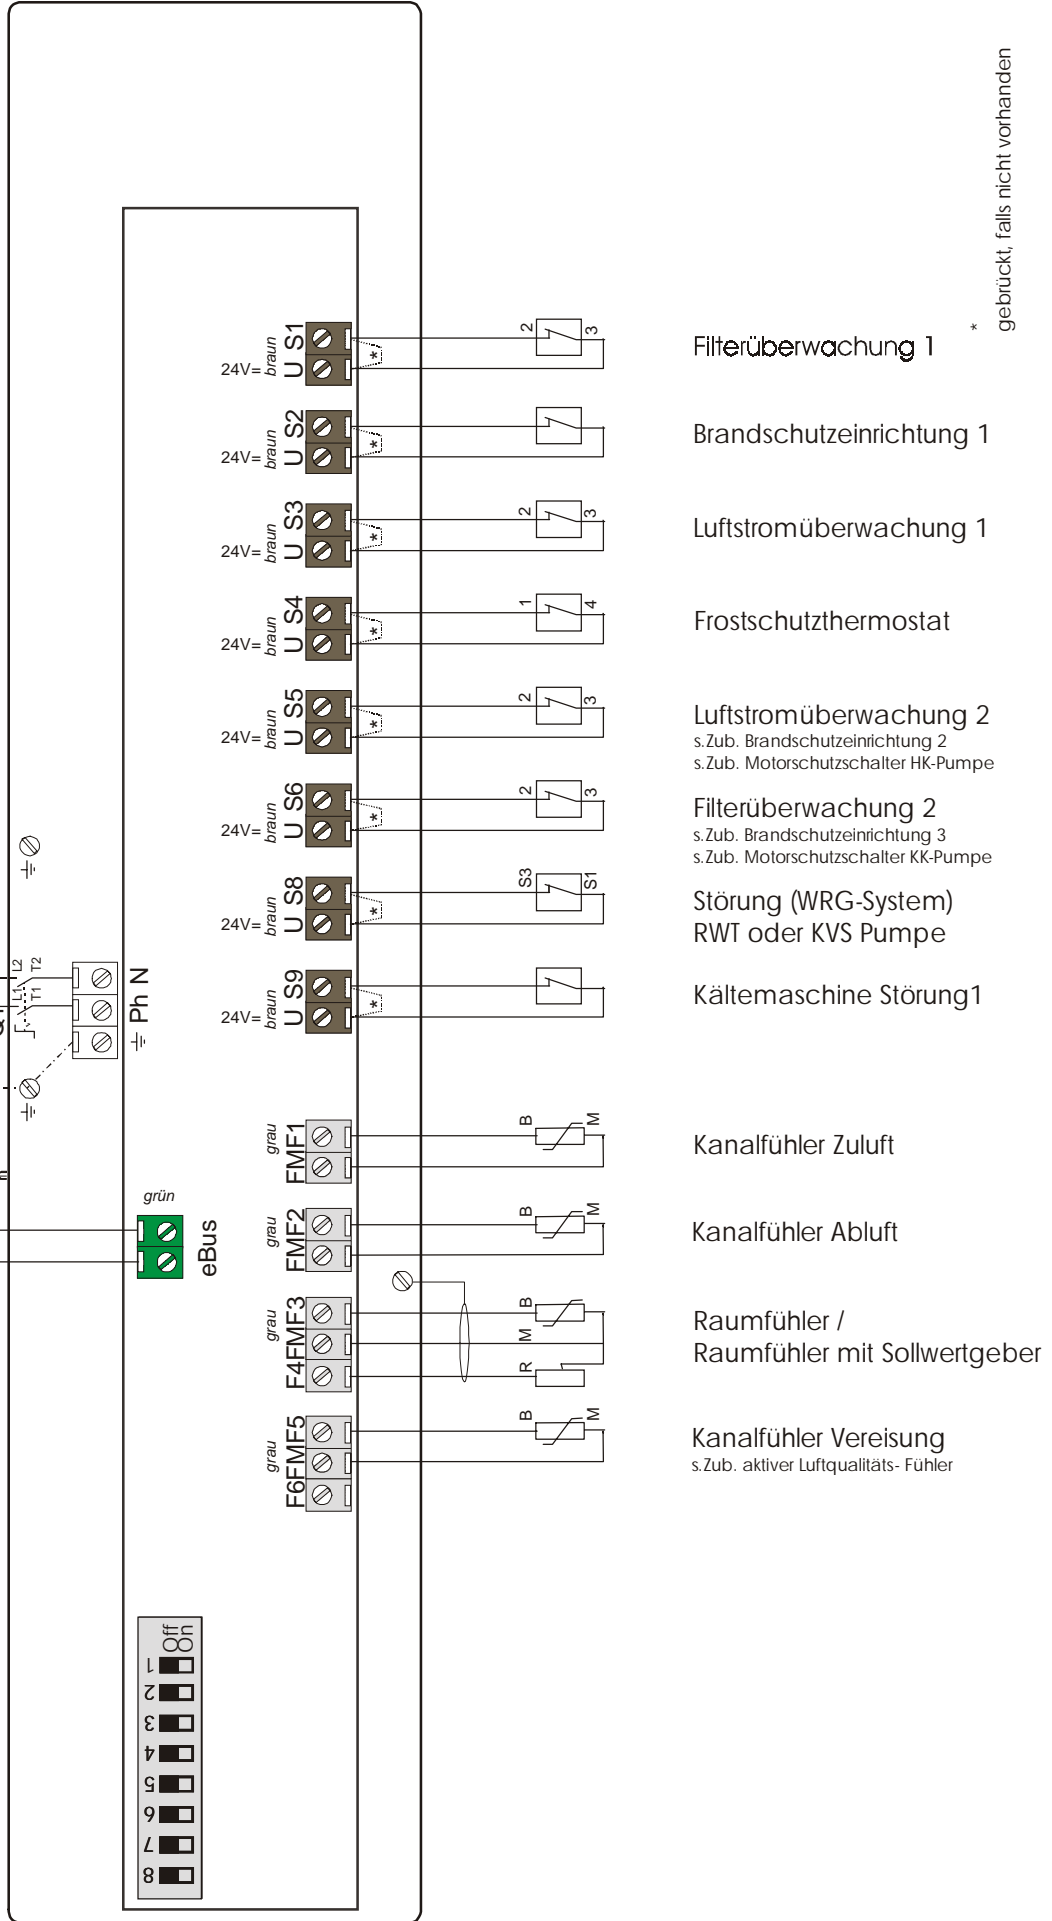 * gebrückt, falls nicht vorhanden
24V= braun U S1 * 2 3
Filterüberwachung 1
24V= braun U S2 *
Brandschutzeinrichtung 1
24V= braun U S3 * 2 3
Luftstromüberwachung 1
24V= braun U S4 * 1 4
Frostschutzthermostat
24V= braun U S5 * 2 3
Luftstromüberwachung 2
s.Zub. Brandschutzeinrichtung 2
s.Zub. Motorschutzschalter HK-Pumpe
24V= braun U S6 * 2 3
Filterüberwachung 2
s.Zub. Brandschutzeinrichtung 3
s.Zub. Motorschutzschalter KK-Pumpe
24V= braun U S8 * S3 S1
Störung (WRG-System)
RWT oder KVS Pumpe
L1 L2
T1 T2
Ph N
24V= braun U S9 *
Kältemaschine Störung1
grau
FMF1
B M
Kanalfühler Zuluft
grün
eBus
grau
FMF2
B M
Kanalfühler Abluft
grau
F4FMF3
B M R
Raumfühler /
Raumfühler mit Sollwertgeber
grau
F6FMF5
B M
Kanalfühler Vereisung
s.Zub. aktiver Luftqualitäts- Fühler
Off
On
1
2
3
4
5
6
7
8